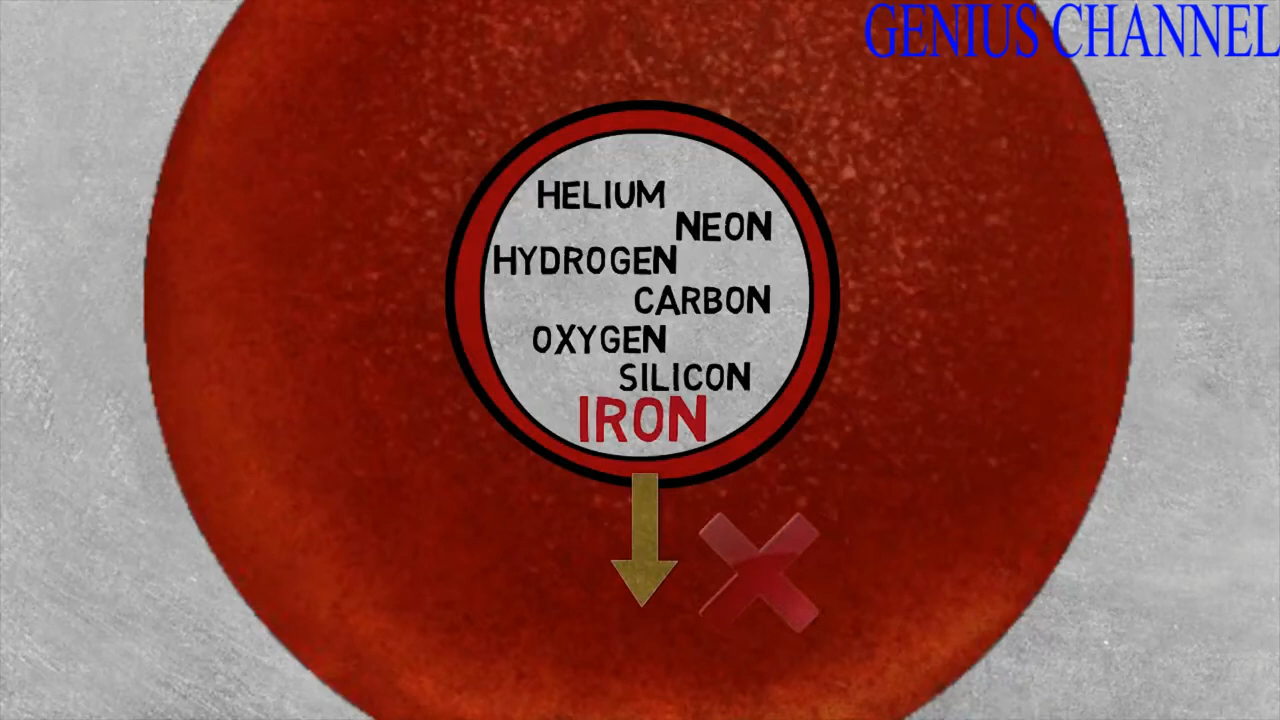 GENIUS CHANNEL
HELIUM
NEON
HYDROGEN
CARBON
OXYGEN
SILICON
IRON